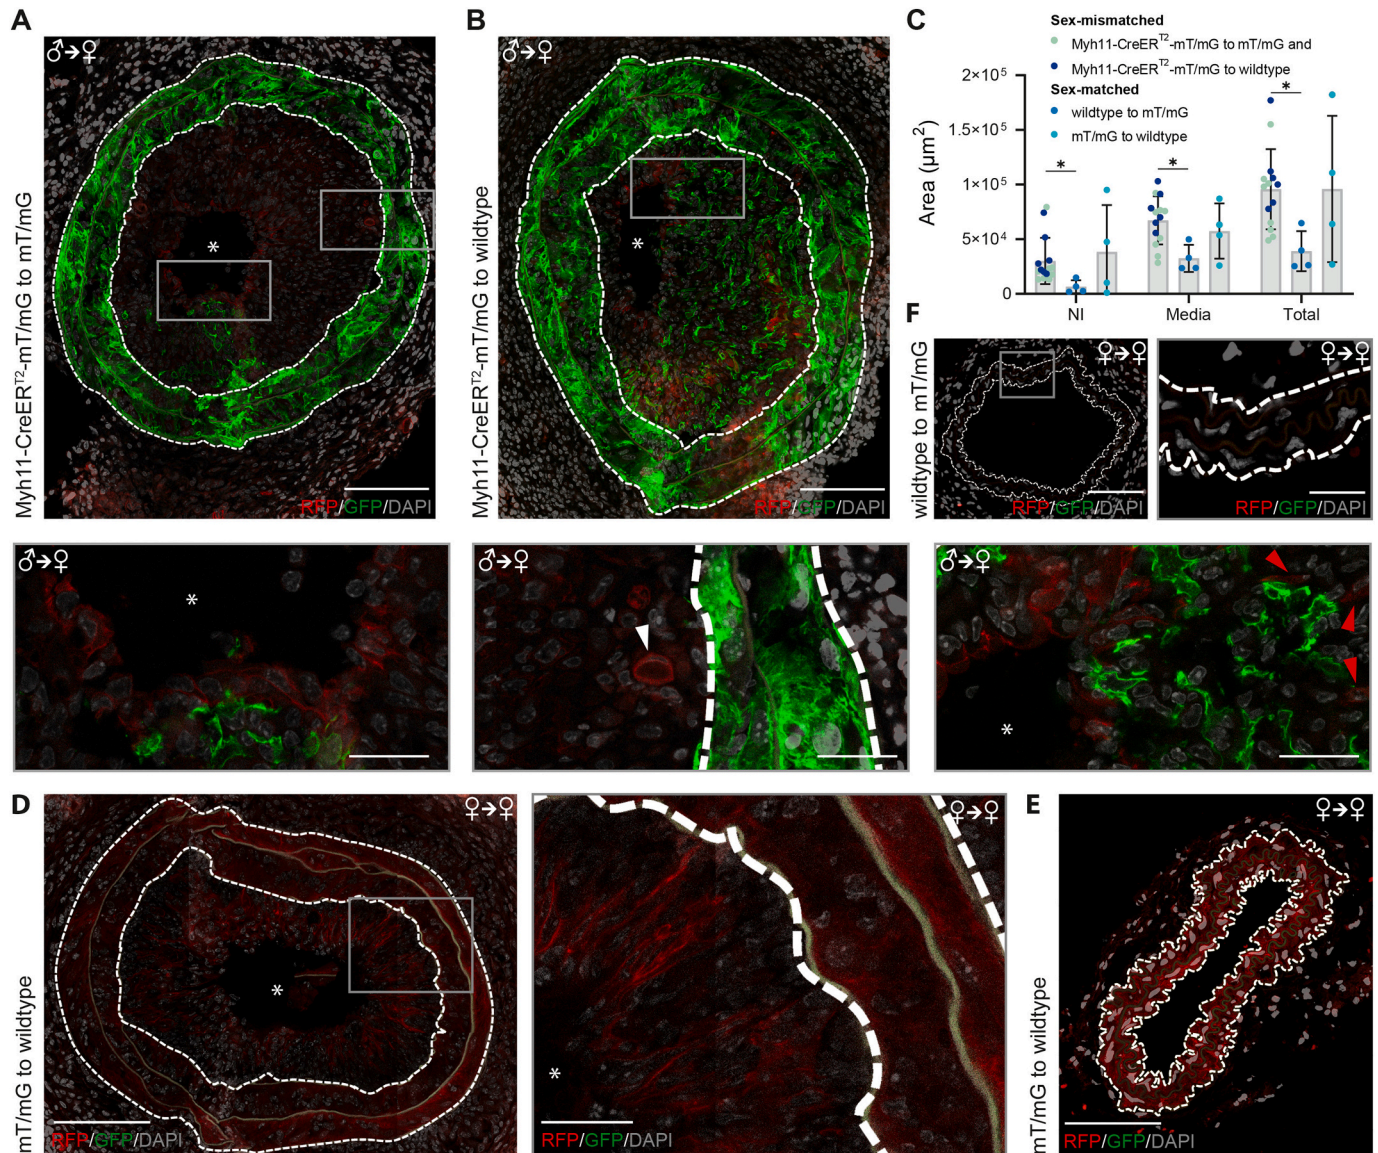 A
♂→♀
Myh11-CreERT2-mT/mG to mT/mG
*
RFP/GFP/DAPI
B
♂→♀
Myh11-CreERT2-mT/mG to wildtype
*
RFP/GFP/DAPI
C
Sex-mismatched
Myh11-CreERT2-mT/mG to mT/mG and
Myh11-CreERT2-mT/mG to wildtype
Sex-matched
wildtype to mT/mG
mT/mG to wildtype
Area (µm²)
2×10⁵
1.5×10⁵
1×10⁵
5×10⁴
0
*
*
*
NI
Media
Total
F
wildtype to mT/mG
♀→♀
RFP/GFP/DAPI
♀→♀
RFP/GFP/DAPI
♂→♀
*
♂→♀
♂→♀
*
D
mT/mG to wildtype
♀→♀
*
RFP/GFP/DAPI
♀→♀
*
RFP/GFP/DAPI
E
mT/mG to wildtype
♀→♀
RFP/GFP/DAPI